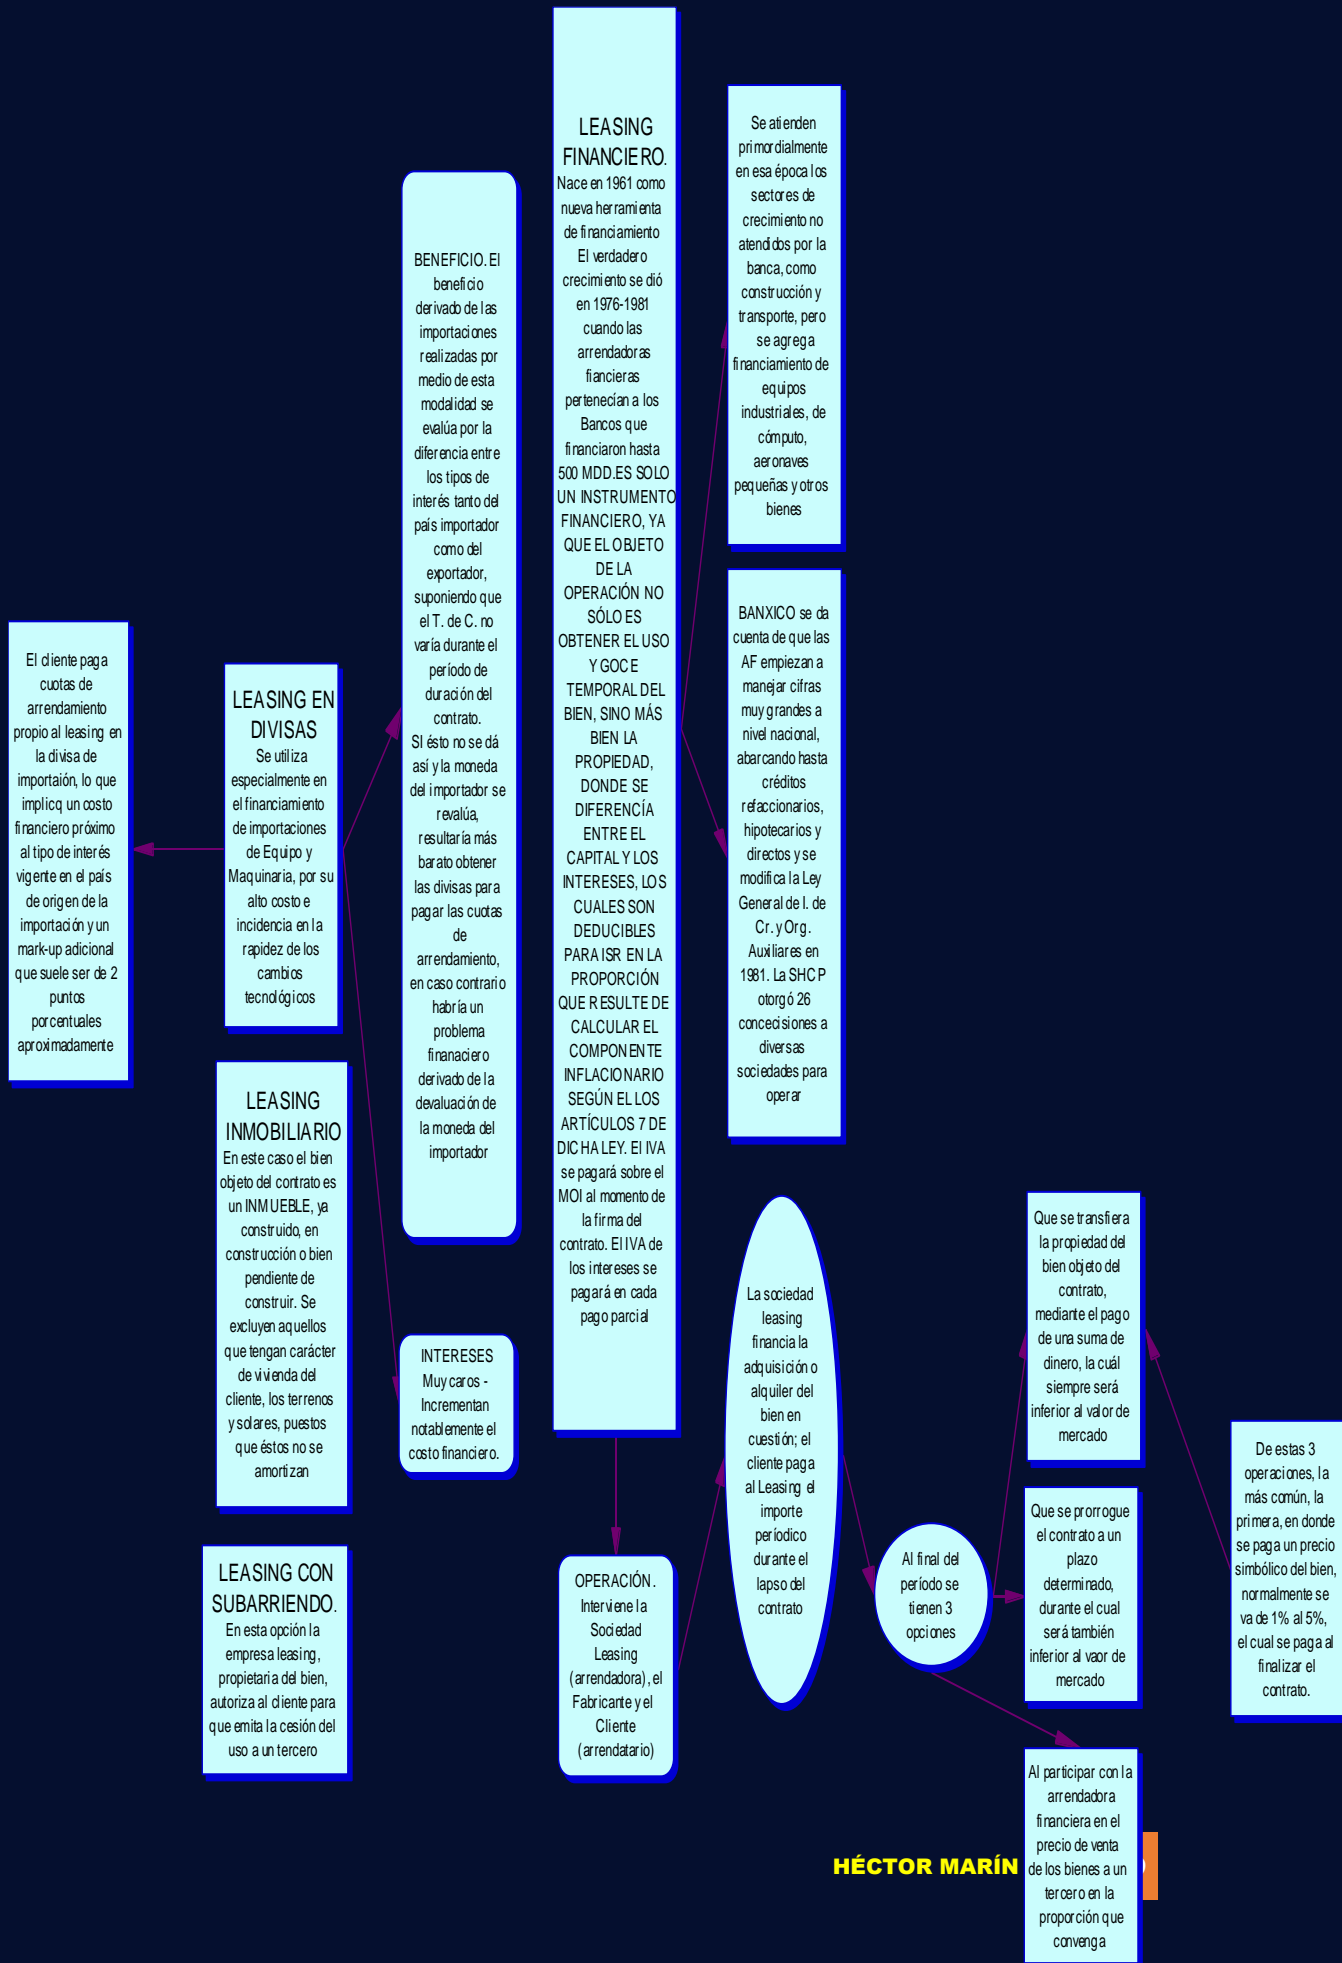 LEASING
FINANCIERO.
Nace en 1961 como
nueva herramienta
de financiamiento
El verdadero
crecimiento se dió
en 1976-1981
cuando las
arrendadoras
fiancieras
pertenecían a los
Bancos que
financiaron hasta
500 MDD.ES SOLO
UN INSTRUMENTO
FINANCIERO, YA
QUE EL OBJETO
DE LA
OPERACIÓN NO
SÓLO ES
OBTENER EL USO
Y GOCE
TEMPORAL DEL
BIEN, SINO MÁS
BIEN LA
PROPIEDAD,
DONDE SE
DIFERENCÍA
ENTRE EL
CAPITAL Y LOS
INTERESES, LOS
CUALES SON
DEDUCIBLES
PARA ISR EN LA
PROPORCIÓN
QUE RESULTE DE
CALCULAR EL
COMPONENTE
INFLACIONARIO
SEGÚN EL LOS
ARTÍCULOS 7 DE
DICHA LEY. El IVA
se pagará sobre el
MOI al momento de
la firma del
contrato. El IVA de
los intereses se
pagará en cada
pago parcial
Se atienden
primordialmente
en esa época los
sectores de
crecimiento no
atendidos por la
banca, como
construcción y
transporte, pero
se agrega
financiamiento de
equipos
industriales, de
cómputo,
aeronaves
pequeñas y otros
bienes
BANXICO se da
cuenta de que las
AF empiezan a
manejar cifras
muy grandes a
nivel nacional,
abarcando hasta
créditos
refaccionarios,
hipotecarios y
directos y se
modifica la Ley
General de I. de
Cr. y Org.
Auxiliares en
1981. La SHCP
otorgó 26
concecisiones a
diversas
sociedades para
operar
BENEFICIO. El
beneficio
derivado de las
importaciones
realizadas por
medio de esta
modalidad se
evalúa por la
diferencia entre
los tipos de
interés tanto del
país importador
como del
exportador,
suponiendo que
el T. de C. no
varía durante el
período de
duración del
contrato.
SI ésto no se dá
así y la moneda
del importador se
revalúa,
resultaría más
barato obtener
las divisas para
pagar las cuotas
de
arrendamiento,
en caso contrario
habría un
problema
finanaciero
derivado de la
devaluación de
la moneda del
importador
El cliente paga
cuotas de
arrendamiento
propio al leasing en
la divisa de
importaión, lo que
implicq un costo
financiero próximo
al tipo de interés
vigente en el país
de origen de la
importación y un
mark-up adicional
que suele ser de 2
puntos
porcentuales
aproximadamente
LEASING EN
DIVISAS
Se utiliza
especialmente en
el financiamiento
de importaciones
de Equipo y
Maquinaria, por su
alto costo e
incidencia en la
rapidez de los
cambios
tecnológicos
LEASING
INMOBILIARIO
En este caso el bien
objeto del contrato es
un INMUEBLE, ya
construido, en
construcción o bien
pendiente de
construir. Se
excluyen aquellos
que tengan carácter
de vivienda del
cliente, los terrenos
y solares, puestos
que éstos no se
amortizan
INTERESES
Muy caros -
Incrementan
notablemente el
costo financiero.
LEASING CON
SUBARRIENDO.
En esta opción la
empresa leasing,
propietaria del bien,
autoriza al cliente para
que emita la cesión del
uso a un tercero
OPERACIÓN.
Interviene la
Sociedad
Leasing
(arrendadora), el
Fabricante y el
Cliente
(arrendatario)
La sociedad
leasing
financia la
adquisición o
alquiler del
bien en
cuestión; el
cliente paga
al Leasing el
importe
períodico
durante el
lapso del
contrato
Al final del
período se
tienen 3
opciones
Que se transfiera
la propiedad del
bien objeto del
contrato,
mediante el pago
de una suma de
dinero, la cuál
siempre será
inferior al valor de
mercado
Que se prorrogue
el contrato a un
plazo
determinado,
durante el cual
será también
inferior al vaor de
mercado
De estas 3
operaciones, la
más común, la
primera, en donde
se paga un precio
simbólico del bien,
normalmente se
va de 1% al 5%,
el cual se paga al
finalizar el
contrato.
Al participar con la
arrendadora
financiera en el
precio de venta
de los bienes a un
tercero en la
proporción que
convenga
HÉCTOR MARÍN